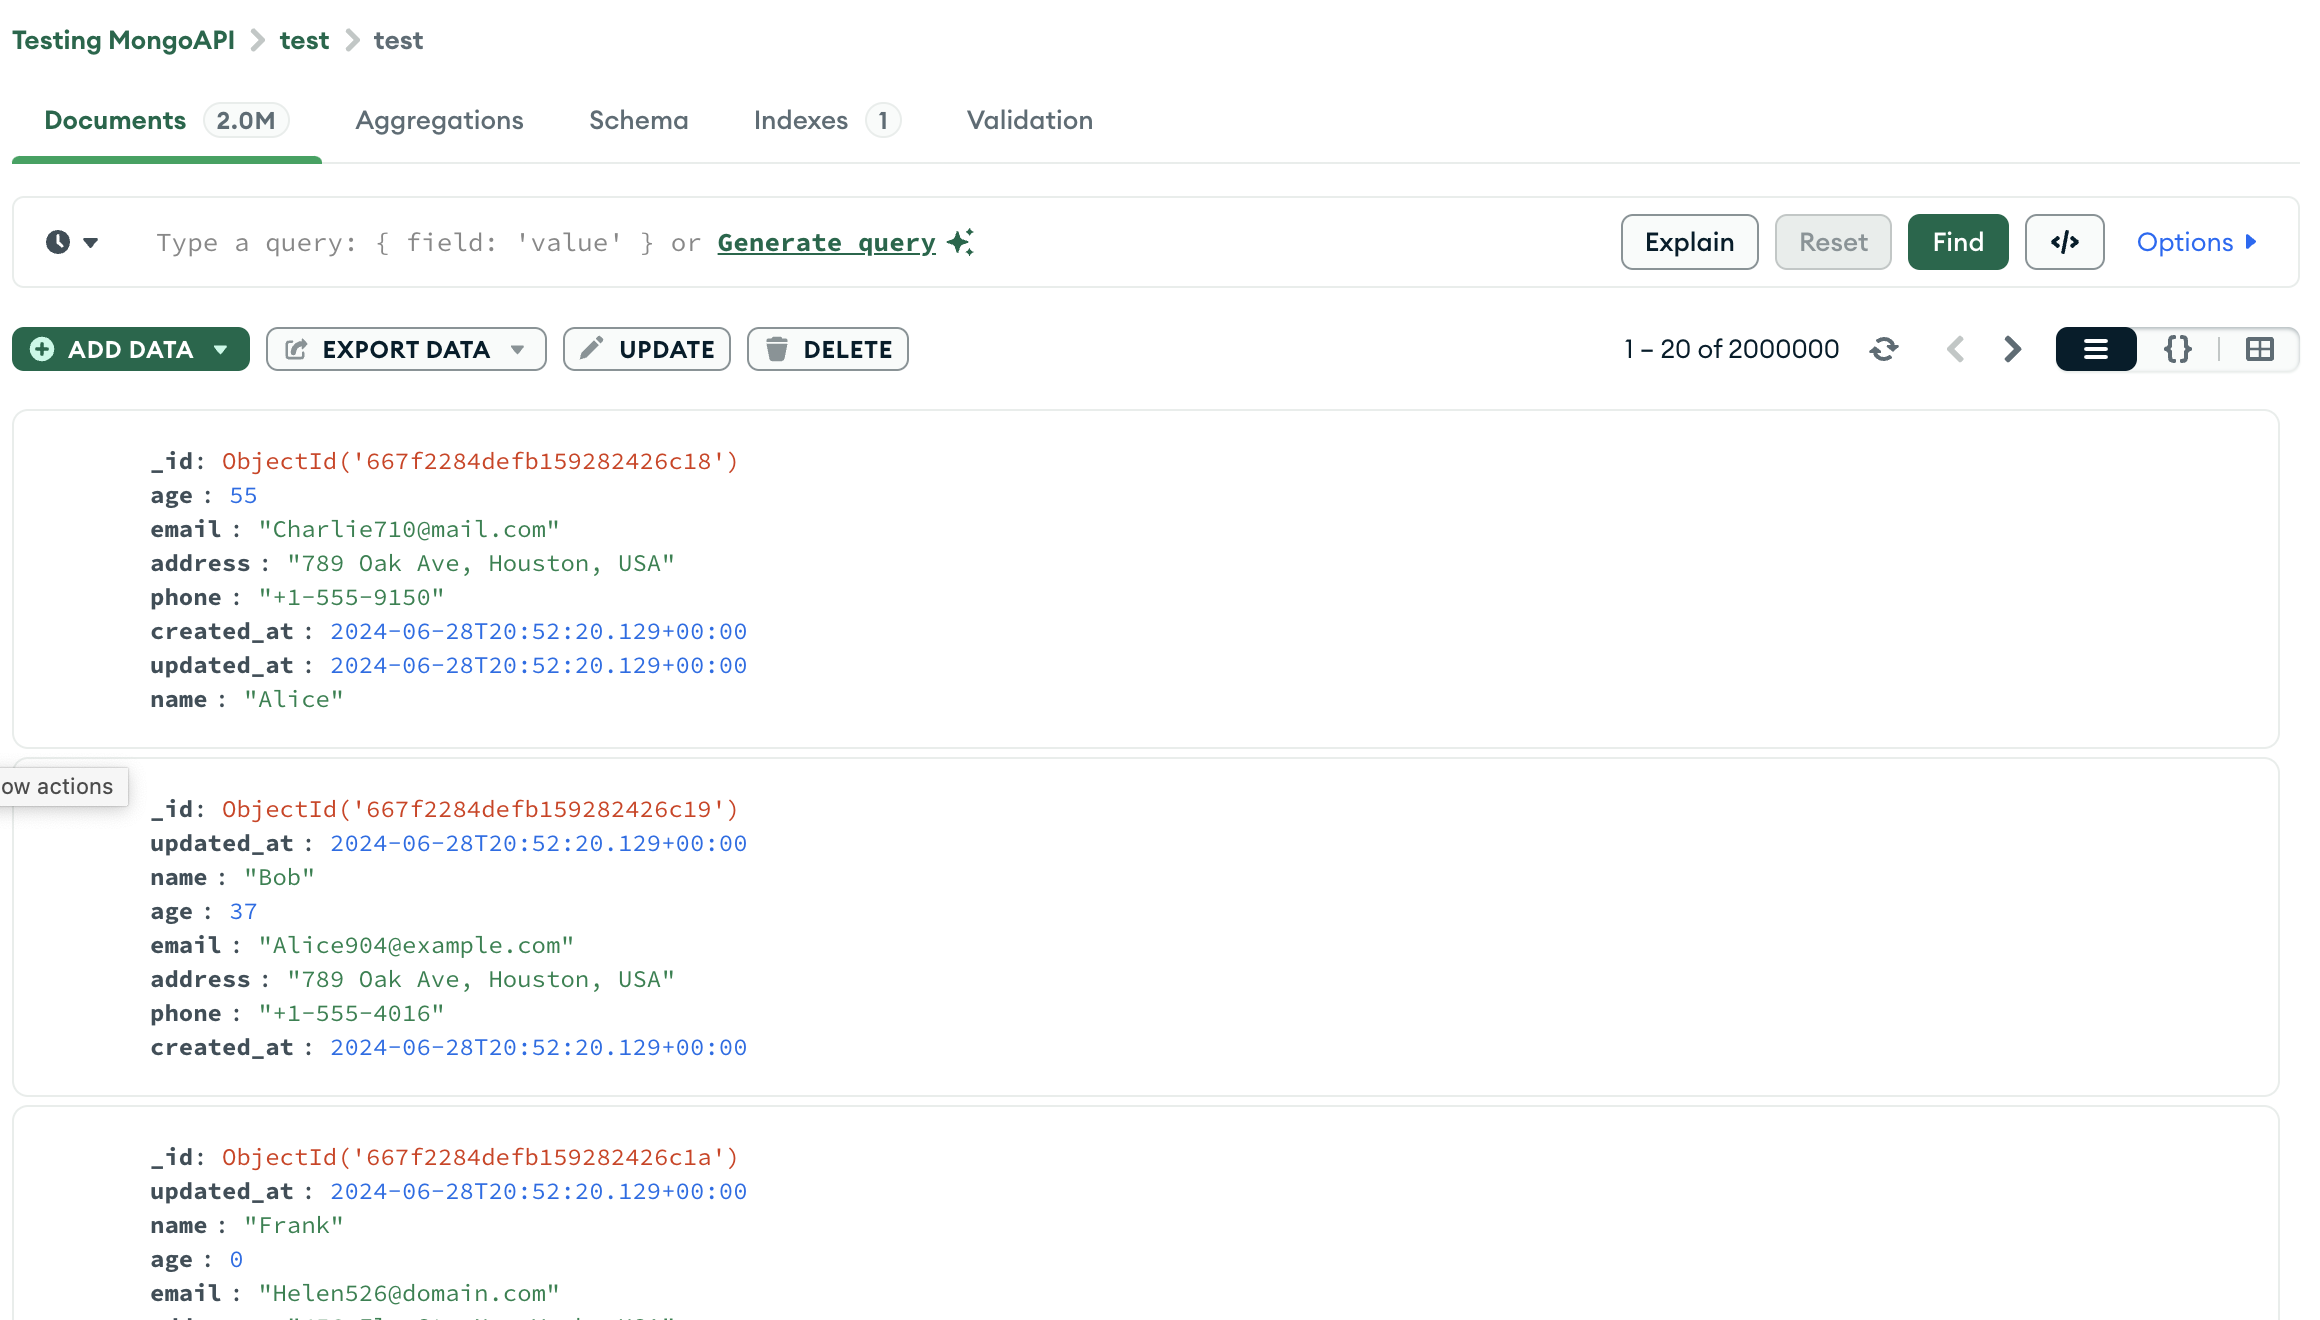 Testing MongoAPI > test > test
Documents 2.0M Aggregations Schema Indexes 1 Validation
Type a query: { field: 'value' } or Generate query
Explain Reset Find </> Options
ADD DATA EXPORT DATA UPDATE DELETE 1 – 20 of 2000000 {}
_id: ObjectId('667f2284defb159282426c18')
age : 55
email : "Charlie710@mail.com"
address : "789 Oak Ave, Houston, USA"
phone : "+1-555-9150"
created_at : 2024-06-28T20:52:20.129+00:00
updated_at : 2024-06-28T20:52:20.129+00:00
name : "Alice"
ow actions
_id: ObjectId('667f2284defb159282426c19')
updated_at : 2024-06-28T20:52:20.129+00:00
name : "Bob"
age : 37
email : "Alice904@example.com"
address : "789 Oak Ave, Houston, USA"
phone : "+1-555-4016"
created_at : 2024-06-28T20:52:20.129+00:00
_id: ObjectId('667f2284defb159282426c1a')
updated_at : 2024-06-28T20:52:20.129+00:00
name : "Frank"
age : 0
email : "Helen526@domain.com"